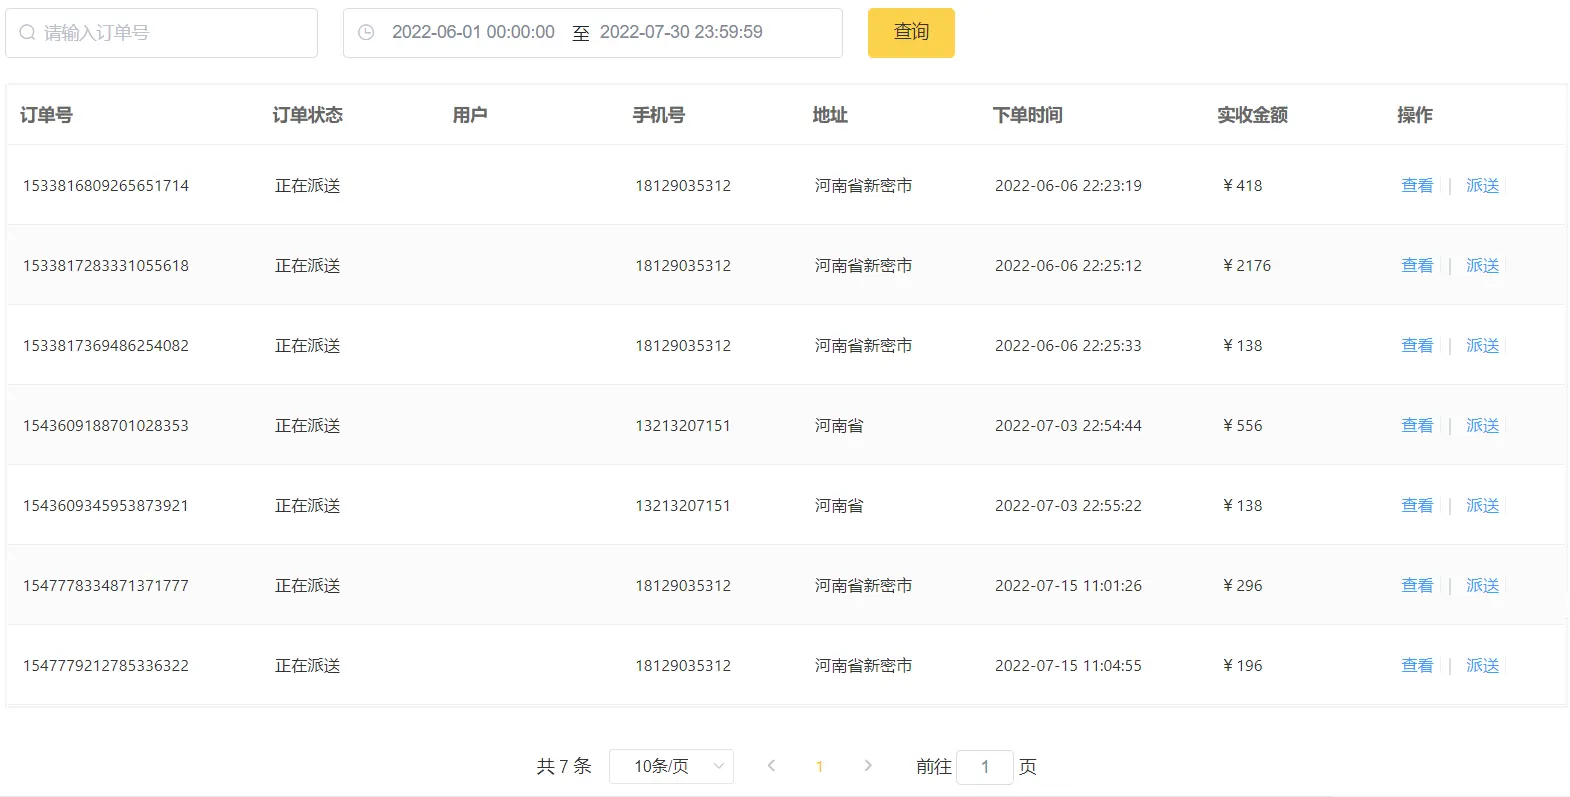 请输入订单号 2022-06-01 00:00:00 至 2022-07-30 23:59:59 查询
订单号 订单状态 用户 手机号 地址 下单时间 实收金额 操作
1533816809265651714 正在派送 18129035312 河南省新密市 2022-06-06 22:23:19 ￥418 查看 | 派送
1533817283331055618 正在派送 18129035312 河南省新密市 2022-06-06 22:25:12 ￥2176 查看 | 派送
1533817369486254082 正在派送 18129035312 河南省新密市 2022-06-06 22:25:33 ￥138 查看 | 派送
1543609188701028353 正在派送 13213207151 河南省 2022-07-03 22:54:44 ￥556 查看 | 派送
1543609345953873921 正在派送 13213207151 河南省 2022-07-03 22:55:22 ￥138 查看 | 派送
1547778334871371777 正在派送 18129035312 河南省新密市 2022-07-15 11:01:26 ￥296 查看 | 派送
1547779212785336322 正在派送 18129035312 河南省新密市 2022-07-15 11:04:55 ￥196 查看 | 派送
共 7 条 10条/页 1 前往 1 页